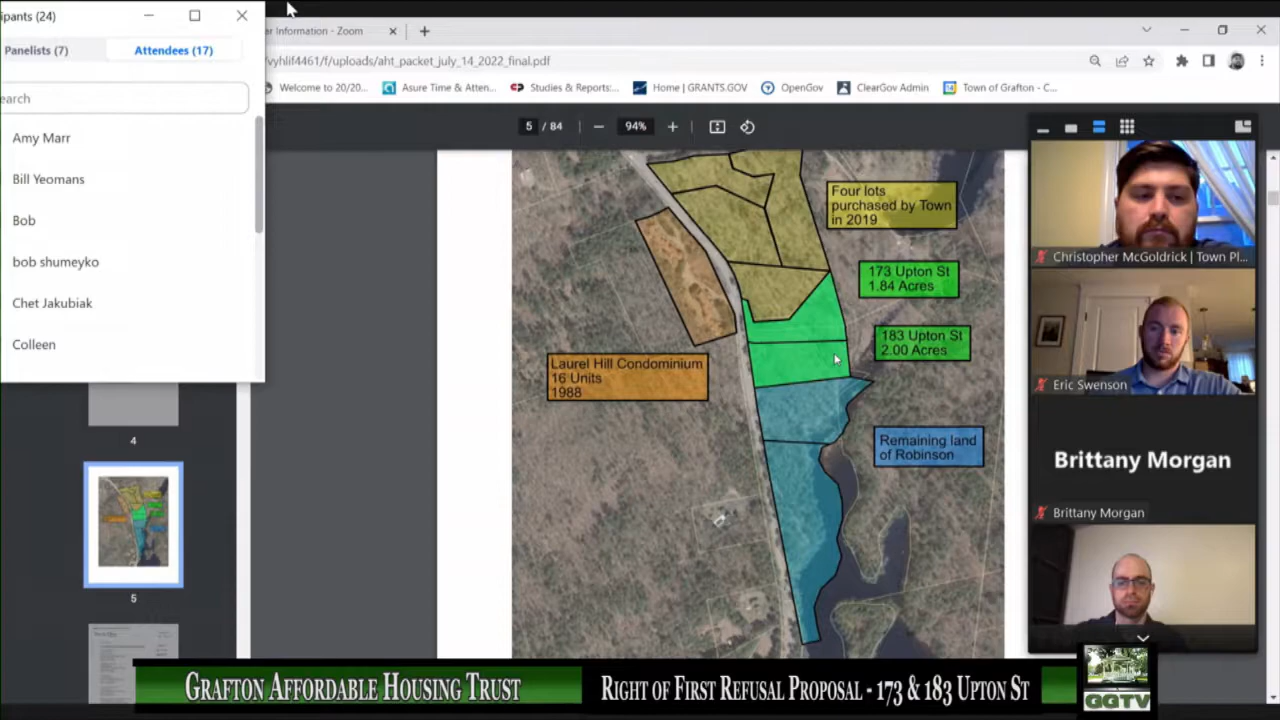 ipants (24)
Panelists (7)
Attendees (17)
earch
Amy Marr
Bill Yeomans
Bob
bob shumeyko
Chet Jakubiak
Colleen
er Information - Zoom
vyhlif4461/f/uploads/aht_packet_july_14_2022_final.pdf
Welcome to 20/20...
Asure Time & Aten...
Studies & Reports:...
Home | GRANTS.GOV
OpenGov
ClearGov Admin
Town of Grafton - C...
5 / 84
94%
Four lots
purchased by Town
in 2019
173 Upton St
1.84 Acres
183 Upton St
2.00 Acres
Laurel Hill Condominium
16 Units
1988
Remaining land
of Robinson
4
5
Christopher McGoldrick | Town Pl...
Eric Swenson
Brittany Morgan
Brittany Morgan
Grafton Affordable Housing Trust
Right of First Refusal Proposal - 173 & 183 Upton St
GGTV